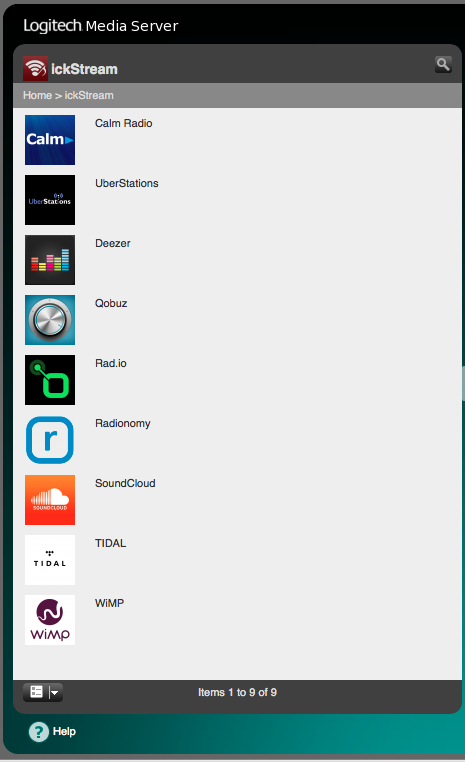 Logitech Media Server
ickStream
Home > ickStream
Calm
Calm Radio
UberStations
UberStations
Deezer
Qobuz
Rad.io
r
Radionomy
SOUNDCLOUD
SoundCloud
TIDAL
TIDAL
WiMP
WiMP
Items 1 to 9 of 9
? Help